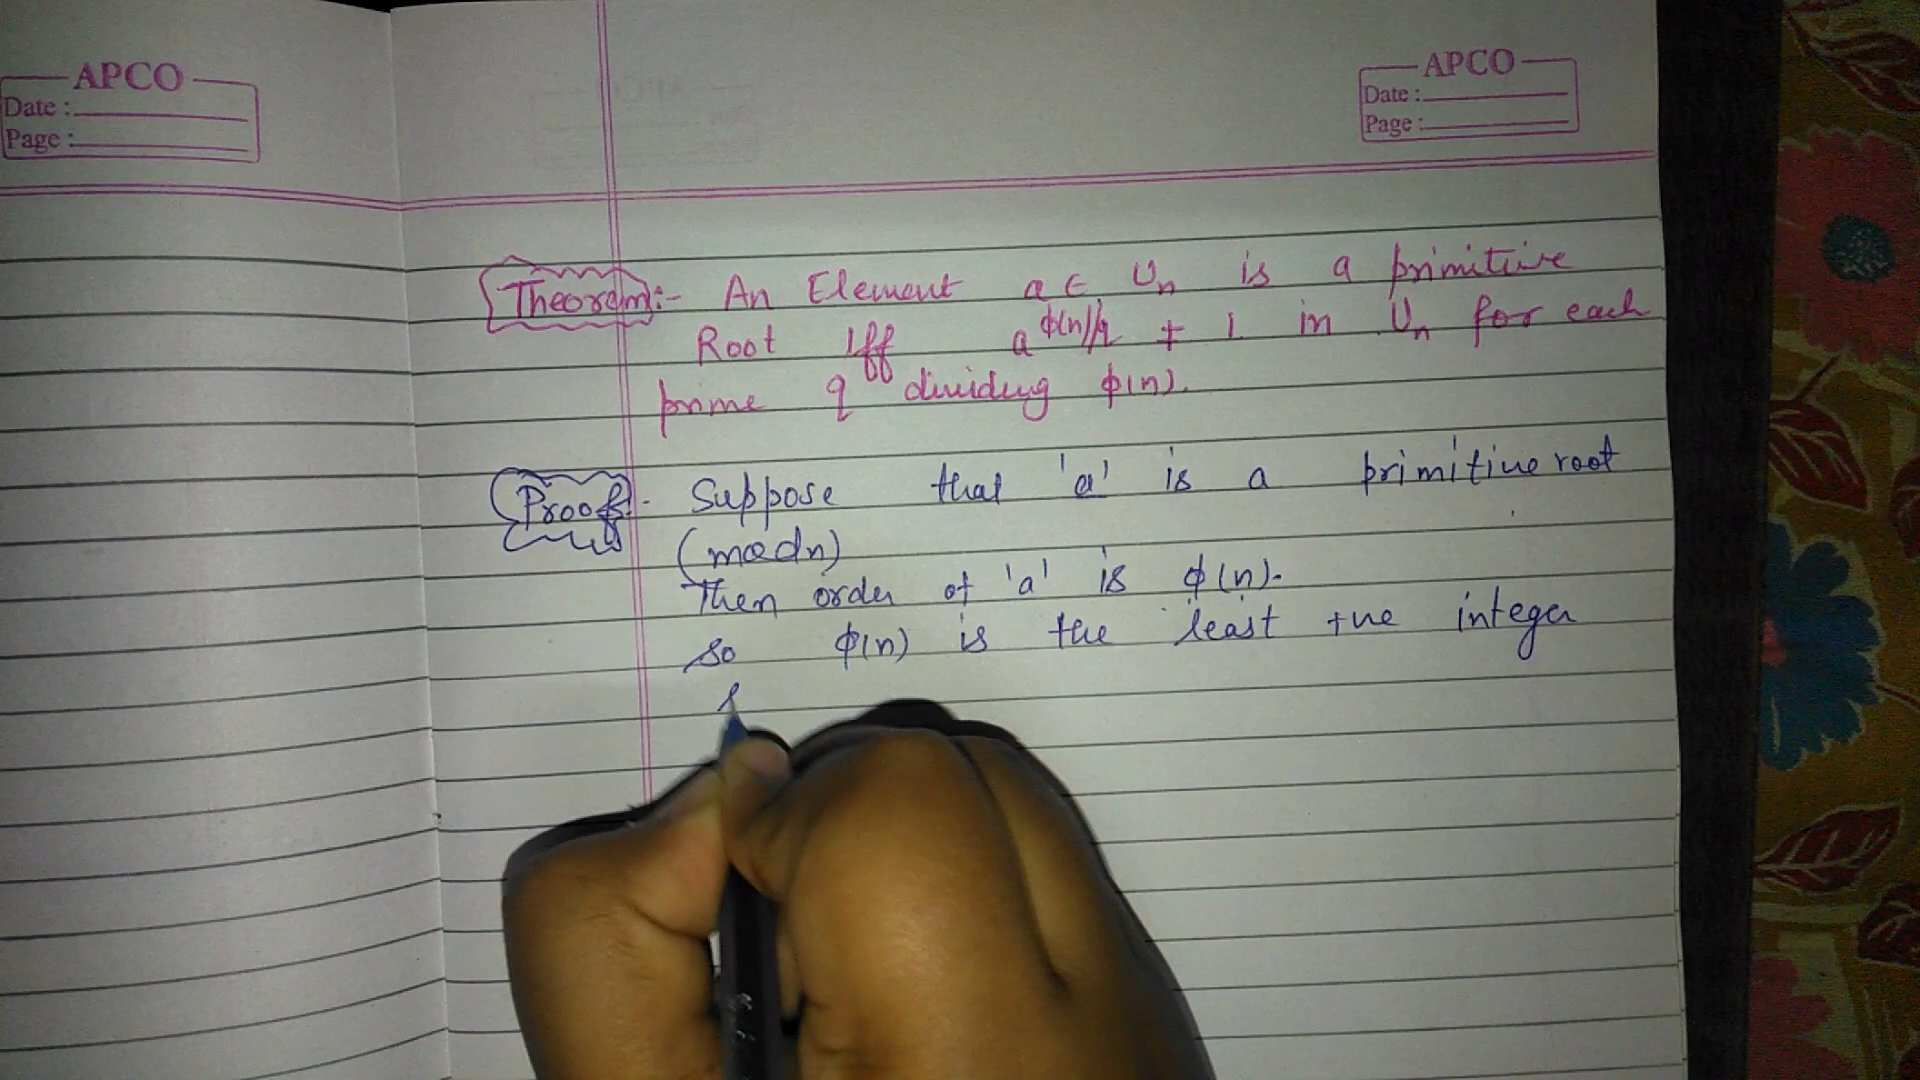 APCO
Date :
Page :
APCO
Date :
Page :
Theorem:- An Element a ∈ Un is a primitive
Root iff a^ϕ(n)/q ≠ 1 in Un for each
prime q dividing ϕ(n).
Proof:- Suppose that 'a' is a primitive root
(modn)
Then order of 'a' is ϕ(n).
so ϕ(n) is the least +ve integer